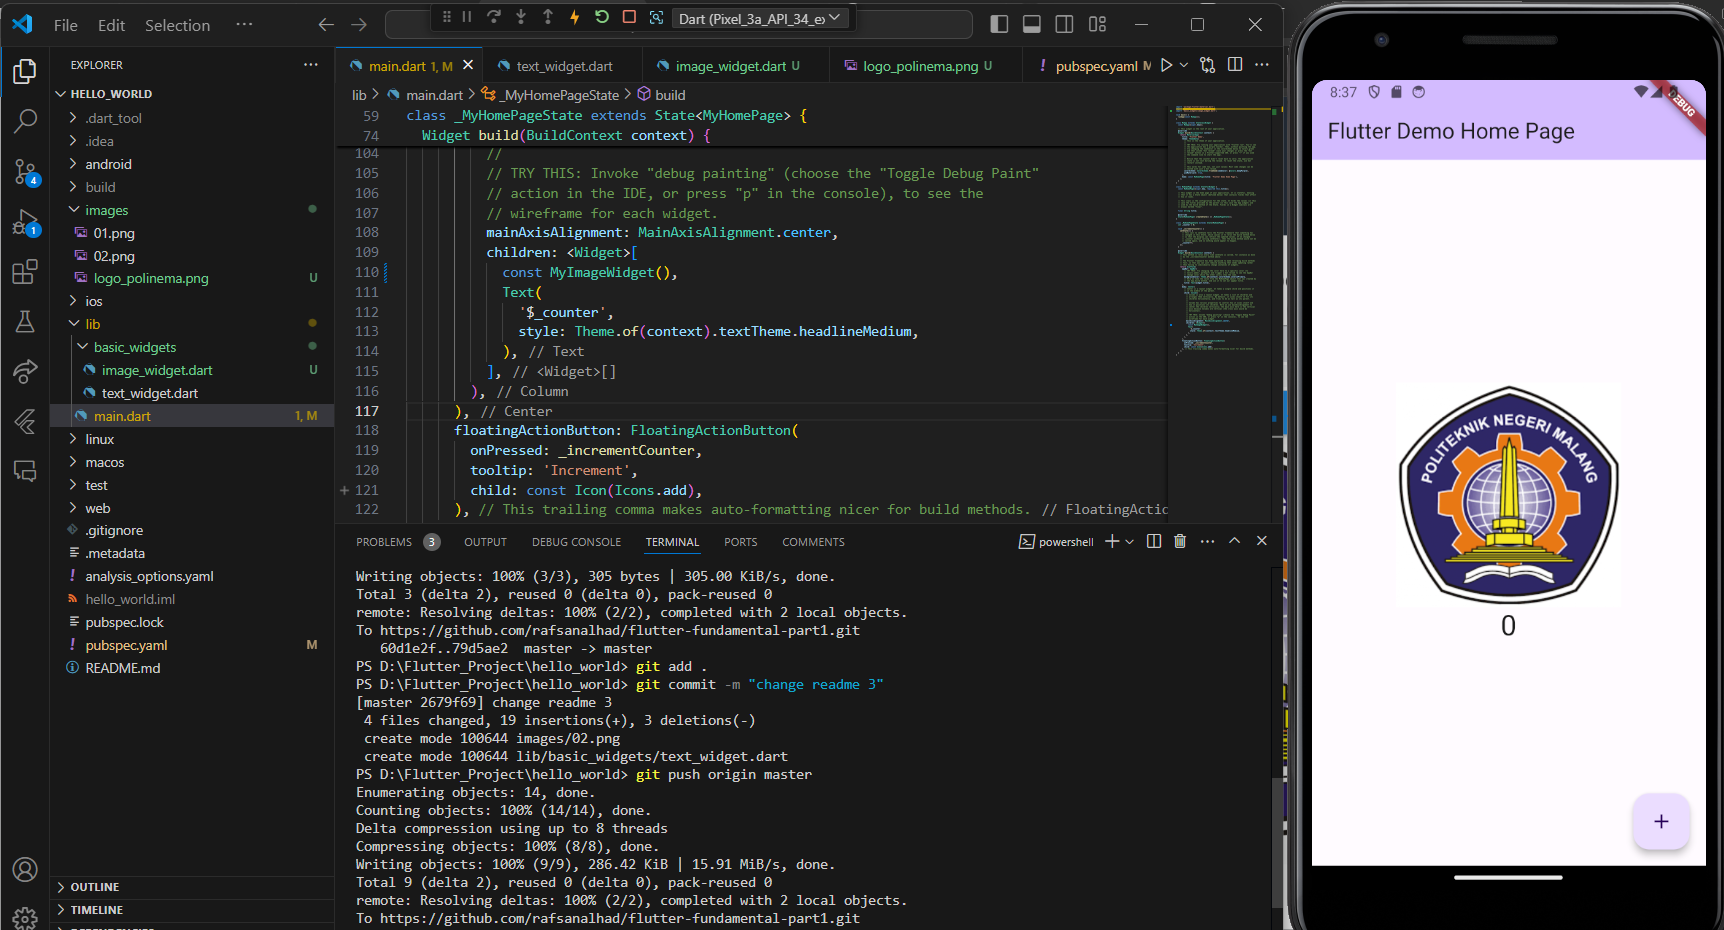 File Edit Selection ···
Dart (Pixel_3a_API_34_ex
EXPLORER
HELLO_WORLD
.dart_tool
.idea
android
build
images
01.png
02.png
logo_polinema.png U
ios
lib
basic_widgets
image_widget.dart U
text_widget.dart
main.dart 1, M
linux
macos
test
web
.gitignore
.metadata
analysis_options.yaml
hello_world.iml
pubspec.lock
pubspec.yaml M
README.md
OUTLINE
TIMELINE
4
1
main.dart 1, M
text_widget.dart
image_widget.dart U
logo_polinema.png U
pubspec.yaml M
lib > main.dart > _MyHomePageState > build
59 class _MyHomePageState extends State<MyHomePage> {
74 Widget build(BuildContext context) {
104 //
105 // TRY THIS: Invoke "debug painting" (choose the "Toggle Debug Paint"
106 // action in the IDE, or press "p" in the console), to see the
107 // wireframe for each widget.
108 mainAxisAlignment: MainAxisAlignment.center,
109 children: <Widget>[
110 const MyImageWidget(),
111 Text(
112 '$_counter',
113 style: Theme.of(context).textTheme.headlineMedium,
114 ), // Text
115 ], // <Widget>[]
116 ), // Column
117 ), // Center
118 floatingActionButton: FloatingActionButton(
119 onPressed: _incrementCounter,
120 tooltip: 'Increment',
121 child: const Icon(Icons.add),
122 ), // This trailing comma makes auto-formatting nicer for build methods. // FloatingActio
PROBLEMS 3 OUTPUT DEBUG CONSOLE TERMINAL PORTS COMMENTS
powershell
Writing objects: 100% (3/3), 305 bytes | 305.00 KiB/s, done.
Total 3 (delta 2), reused 0 (delta 0), pack-reused 0
remote: Resolving deltas: 100% (2/2), completed with 2 local objects.
To https://github.com/rafsanalhad/flutter-fundamental-part1.git
60d1e2f..79d5ae2 master -> master
PS D:\Flutter_Project\hello_world> git add .
PS D:\Flutter_Project\hello_world> git commit -m "change readme 3"
[master 2679f69] change readme 3
4 files changed, 19 insertions(+), 3 deletions(-)
create mode 100644 images/02.png
create mode 100644 lib/basic_widgets/text_widget.dart
PS D:\Flutter_Project\hello_world> git push origin master
Enumerating objects: 14, done.
Counting objects: 100% (14/14), done.
Delta compression using up to 8 threads
Compressing objects: 100% (8/8), done.
Writing objects: 100% (9/9), 286.42 KiB | 15.91 MiB/s, done.
Total 9 (delta 2), reused 0 (delta 0), pack-reused 0
remote: Resolving deltas: 100% (2/2), completed with 2 local objects.
To https://github.com/rafsanalhad/flutter-fundamental-part1.git
8:37
DEBUG
Flutter Demo Home Page
POLITEKNIK NEGERI MALANG
0
+